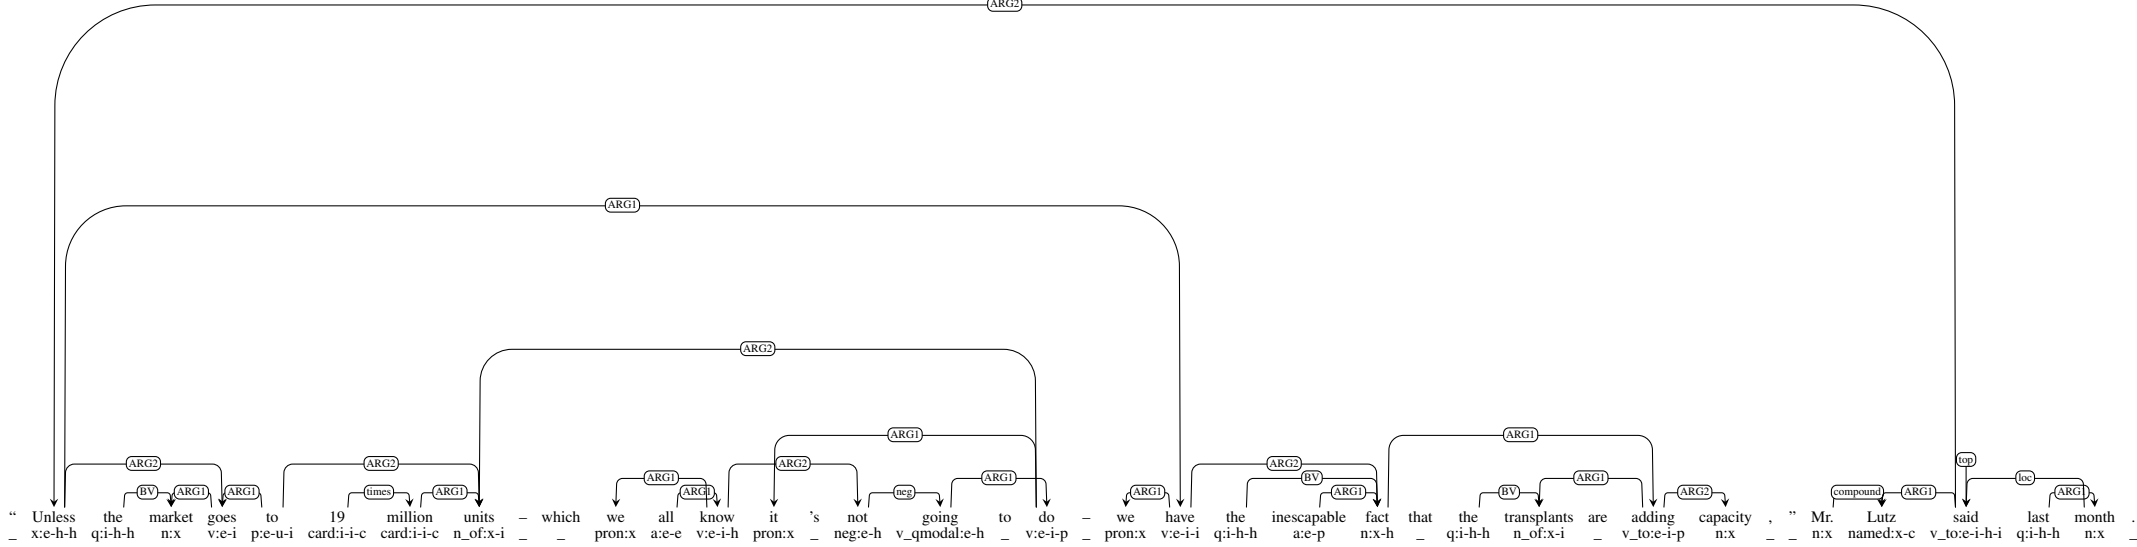 ARG2
ARG1
ARG2
ARG1
top
ARG2 ARG2 ARG2 ARG2
ARG1 ARG1 BV ARG1 loc
BV ARG1 ARG1 times ARG1 ARG1 neg ARG1 ARG1 BV ARG2 compound ARG1 ARG1
“ Unless the market goes to 19 million units – which we all know it ’s not going to do – we have the inescapable fact that the transplants are adding capacity , ” Mr. Lutz said last month .
_ x:e-h-h q:i-h-h n:x v:e-i p:e-u-i card:i-i-c card:i-i-c n_of:x-i _ _ pron:x a:e-e v:e-i-h pron:x _ neg:e-h v_qmodal:e-h _ v:e-i-p _ pron:x v:e-i-i q:i-h-h a:e-p n:x-h _ q:i-h-h n_of:x-i _ v_to:e-i-p n:x _ _ n:x named:x-c v_to:e-i-h-i q:i-h-h n:x _